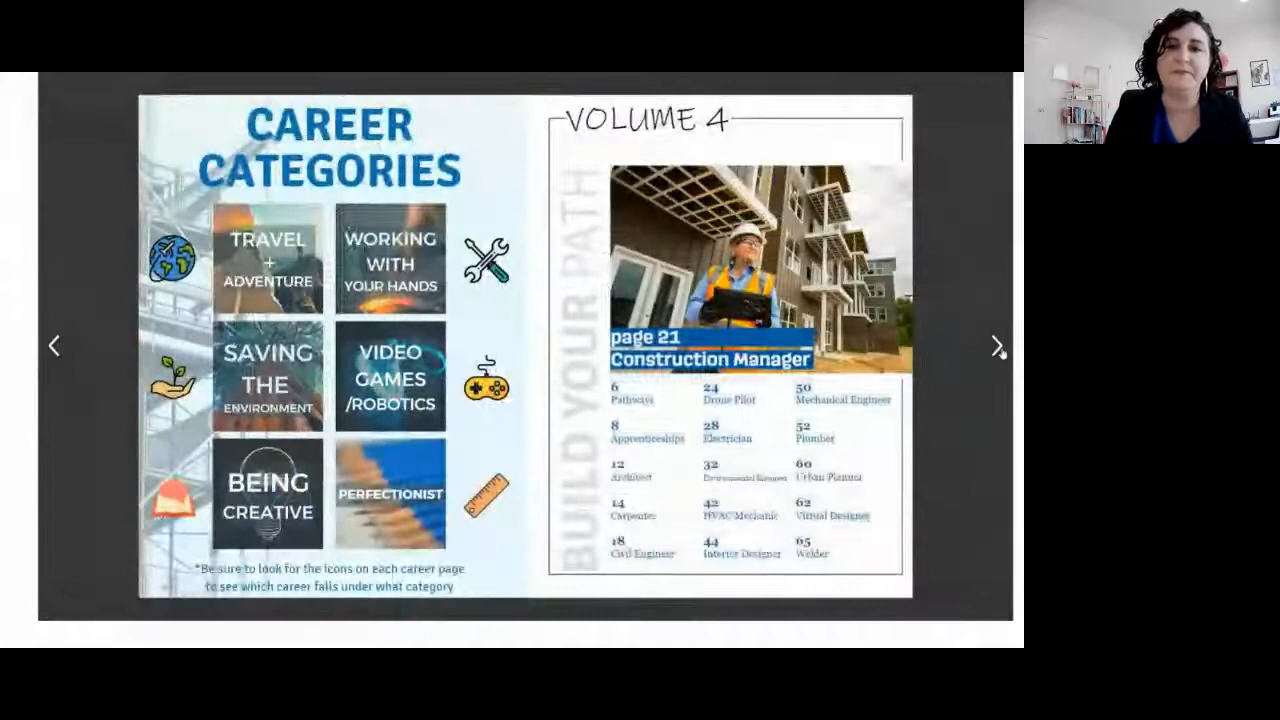 CAREER
CATEGORIES
TRAVEL
+
ADVENTURE
WORKING
WITH
YOUR HANDS
SAVING
THE
ENVIRONMENT
VIDEO
GAMES
/ROBOTICS
BEING
CREATIVE
PERFECTIONIST
*Be sure to look for the icons on each career page
to see which career falls under what category
VOLUME 4
BUILD YOUR PATH
page 21
Construction Manager
6
Pathways
8
Apprenticeships
12
Architect
14
Carpenter
18
Civil Engineer
24
Drone Pilot
28
Electrician
32
Environmental Engineer
42
HVAC Mechanic
44
Interior Designer
50
Mechanical Engineer
52
Plumber
60
Urban Planner
62
Virtual Designer
65
Welder